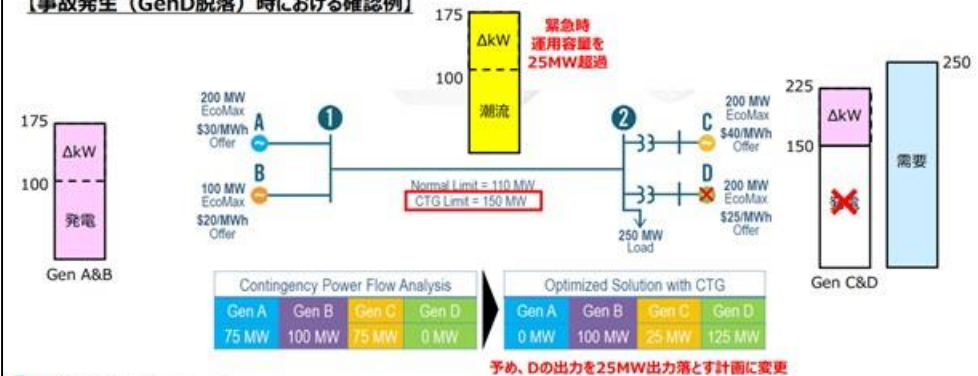 【事故発生（GenD脱落）時における確認例】
175
ΔkW
100
潮流
緊急時
運用容量を
25MW超過
175
ΔkW
100
発電
Gen A&B
200 MW
EcoMax
$30/MWh
Offer
A
B
100 MW
EcoMax
$20/MWh
Offer
1
Normal Limit = 110 MW
CTG Limit = 150 MW
2
250 MW
Load
C
200 MW
EcoMax
$40/MWh
Offer
D
200 MW
EcoMax
$25/MWh
Offer
225
ΔkW
150
Gen C&D
250
需要
Contingency Power Flow Analysis
Gen A Gen B Gen C Gen D
75 MW 100 MW 75 MW 0 MW
Optimized Solution with CTG
Gen A Gen B Gen C Gen D
0 MW 100 MW 25 MW 125 MW
予め、Dの出力を25MW出力落とす計画に変更